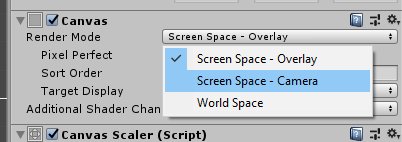 Canvas
Render Mode Screen Space - Overlay
Pixel Perfect Screen Space - Overlay
Sort Order Screen Space - Camera
Target Display World Space
Additional Shader Chan
Canvas Scaler (Script)